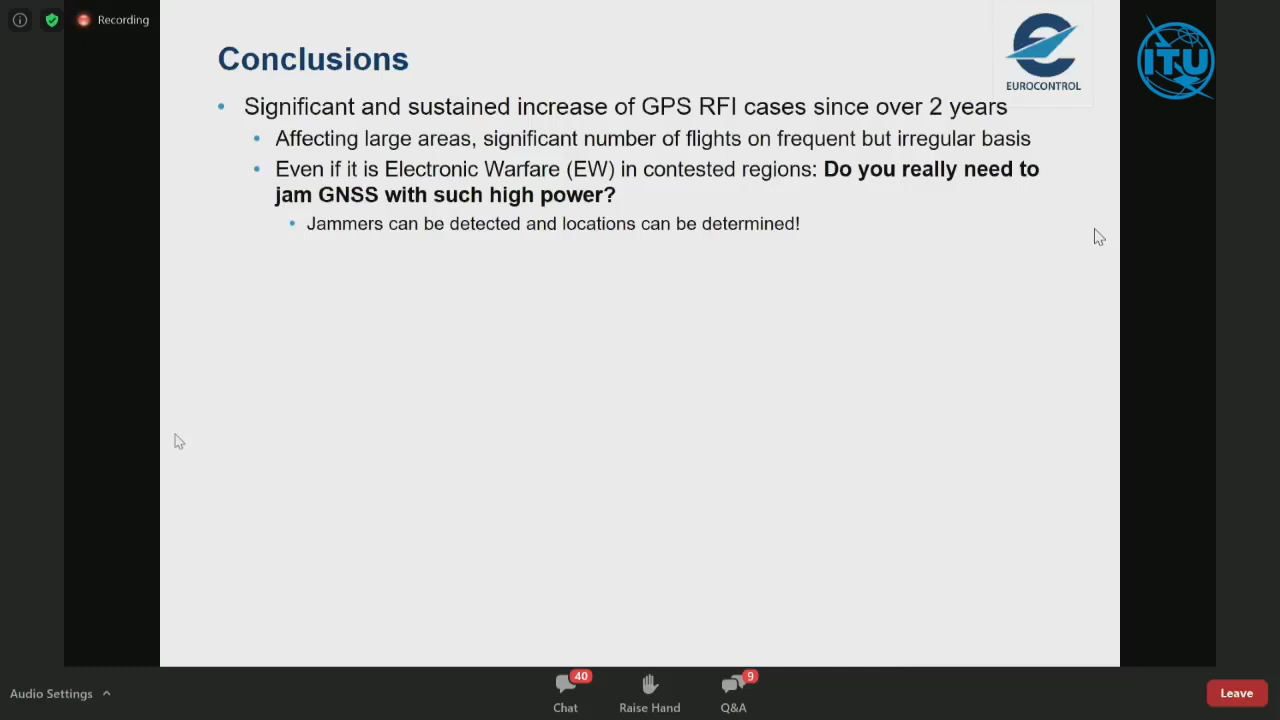 Recording
Conclusions
EUROCONTROL
ITU
• Significant and sustained increase of GPS RFI cases since over 2 years
• Affecting large areas, significant number of flights on frequent but irregular basis
• Even if it is Electronic Warfare (EW) in contested regions: Do you really need to
jam GNSS with such high power?
• Jammers can be detected and locations can be determined!
Audio Settings
40
Chat
Raise Hand
9
Q&A
Leave